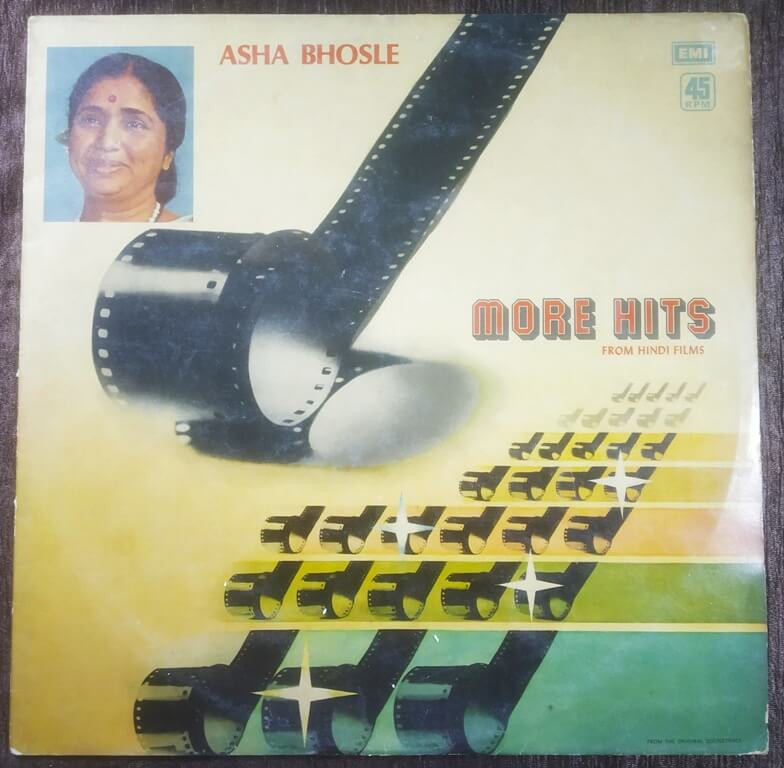 ASHA BHOSLE
EMI
45
RPM
MORE HITS
FROM HINDI FILMS
FROM THE ORIGINAL SOUNDTRACK